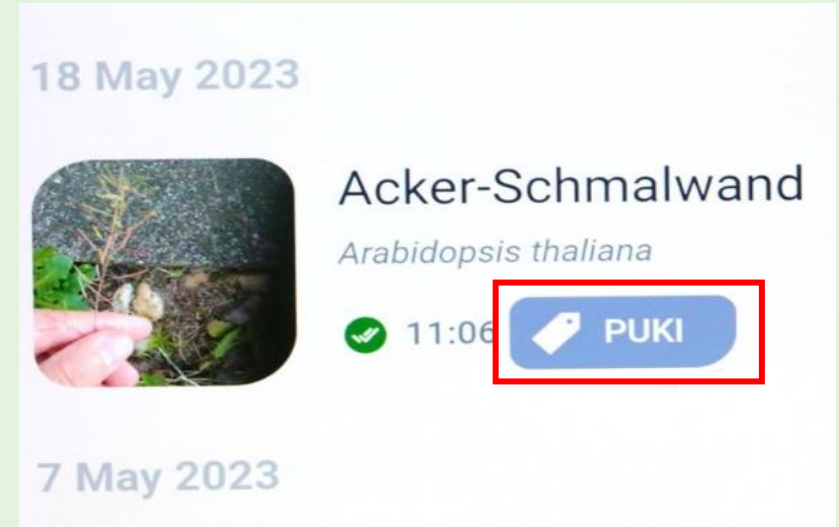 18 May 2023
Acker-Schmalwand
Arabidopsis thaliana
11:06 PUKI
7 May 2023